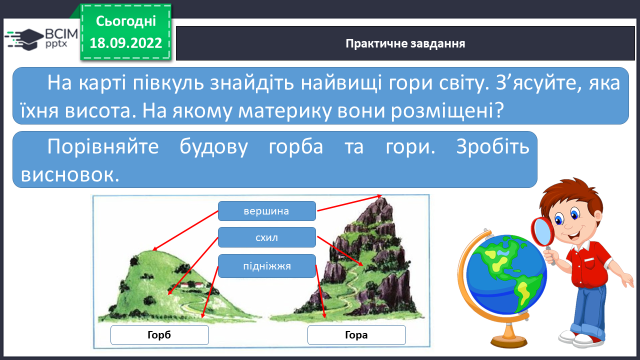 Сьогодні
18.09.2022
BCIM
pptx
Практичне завдання
На карті півкуль знайдіть найвищі гори світу. З’ясуйте, яка
їхня висота. На якому материку вони розміщені?
Порівняйте будову горба та гори. Зробіть
висновок.
вершина
схил
підніжжя
Горб
Гора